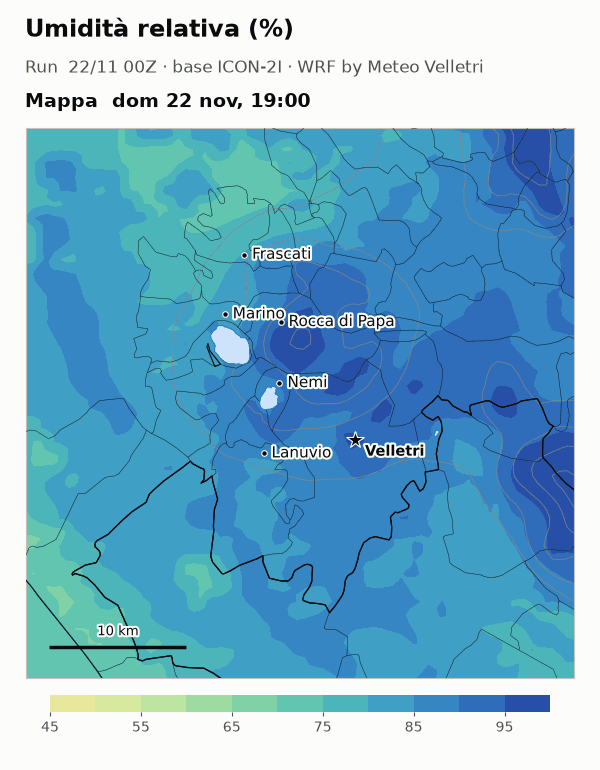 Umidità relativa (%)
Run  22/11 00Z · base ICON-2I · WRF by Meteo Velletri
Mappa  dom 22 nov, 19:00
Frascati
Marino
Rocca di Papa
Nemi
Velletri
Lanuvio
10 km
45 55 65 75 85 95